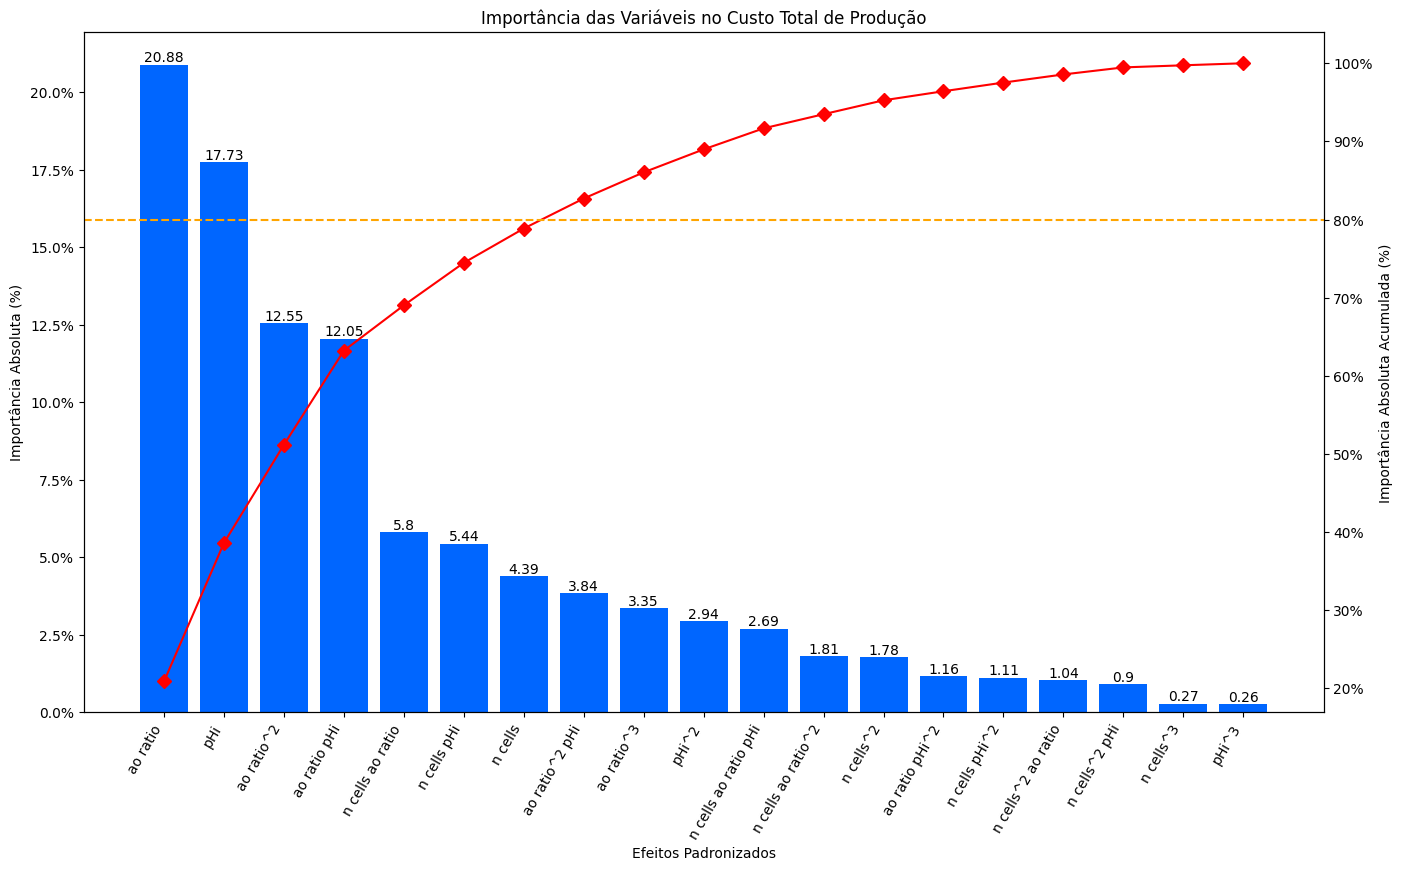 Importância das Variáveis no Custo Total de Produção
Importância Absoluta (%)
20.0%
17.5%
15.0%
12.5%
10.0%
7.5%
5.0%
2.5%
0.0%
20.88
17.73
12.55
12.05
5.8
5.44
4.39
3.84
3.35
2.94
2.69
1.81
1.78
1.16
1.11
1.04
0.9
0.27
0.26
100%
90%
80%
70%
60%
50%
40%
30%
20%
Importância Absoluta Acumulada (%)
ao ratio
pHi
ao ratio^2
ao ratio pHi
n cells ao ratio
n cells pHi
n cells
ao ratio^2 pHi
ao ratio^3
pHi^2
n cells ao ratio pHi
n cells ao ratio^2
n cells^2
ao ratio pHi^2
n cells pHi^2
n cells^2 ao ratio
n cells^2 pHi
n cells^3
pHi^3
Efeitos Padronizados